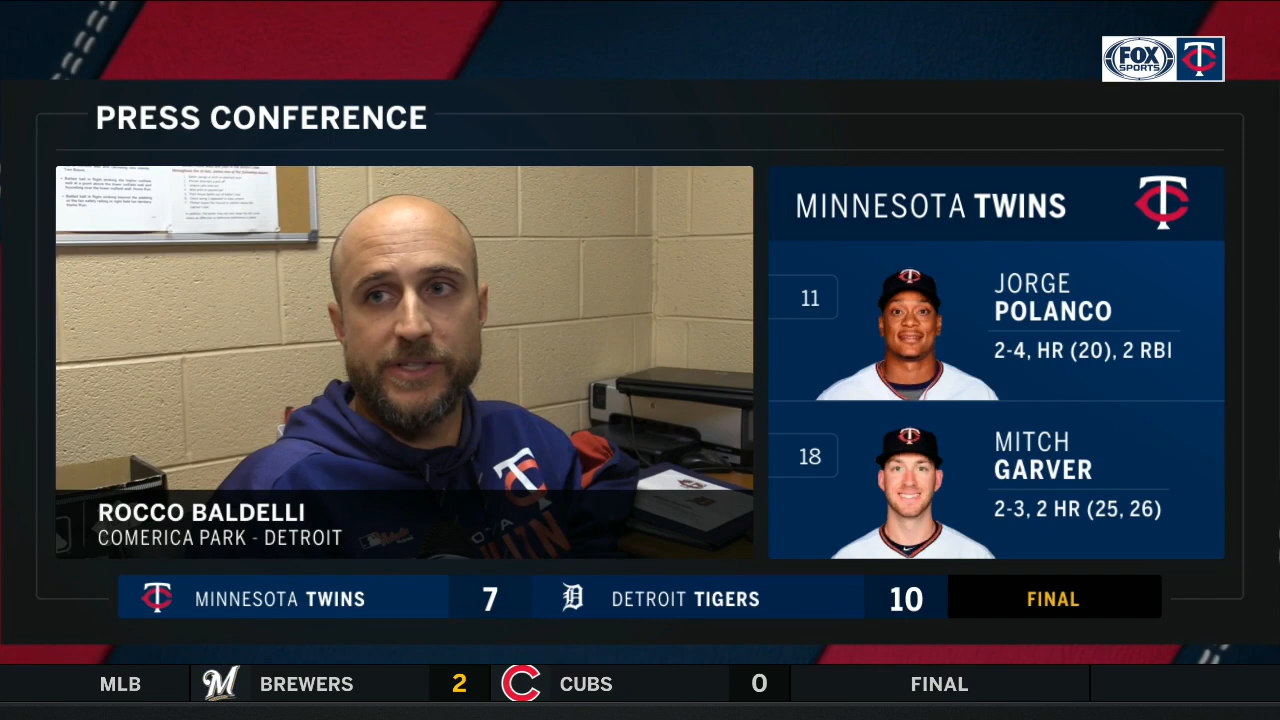 FOX
SPORTS
PRESS CONFERENCE
MINNESOTA TWINS
11
JORGE
POLANCO
2-4, HR (20), 2 RBI
18
MITCH
GARVER
2-3, 2 HR (25, 26)
ROCCO BALDELLI
COMERICA PARK - DETROIT
MINNESOTA TWINS 7 DETROIT TIGERS 10 FINAL
MLB BREWERS 2 CUBS 0 FINAL